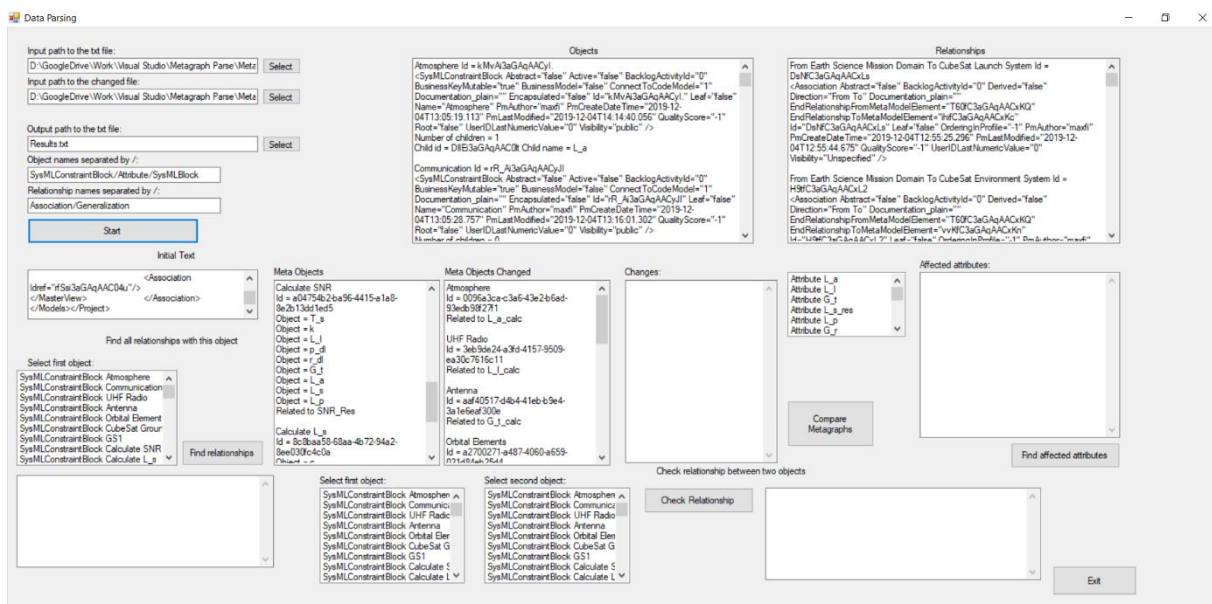 Data Parsing
Input path to the txt file:
D:\GoogleDrive\Work\Visual Studio\Metagraph Parse\Meta
Select
Input path to the changed file:
D:\GoogleDrive\Work\Visual Studio\Metagraph Parse\Meta
Select
Output path to the txt file:
Results.txt
Select
Object names separated by /:
SysMLConstraintBlock/Attribute/SysMLBlock
Relationship names separated by /:
Association/Generalization
Start
Objects
Atmosphere Id = kMvAi3aGAqAACyI.
<SysMLConstraintBlock Abstract="false" Active="false" BacklogActivityId="0"
BusinessKeyMutable="true" BusinessModel="false" ConnectToCodeModel="1"
Documentation_plain="" Encapsulated="false" Id="kMvAi3aGAqAACyI." Leaf="false"
Name="Atmosphere" PmAuthor="maxfi" PmCreateDateTime="2019-12-
04T13:05:19.113" PmLastModified="2019-12-04T14:14:40.056" QualityScore="-1"
Root="false" UserIDLastNumericValue="0" Visibility="public" />
Number of children = 1
Child name = L_a
Communication Id = rR_Ai3aGAqAACyJI
<SysMLConstraintBlock Abstract="false" Active="false" BacklogActivityId="0"
BusinessKeyMutable="true" BusinessModel="false" ConnectToCodeModel="1"
Documentation_plain="" Encapsulated="false" Id="rR_Ai3aGAqAACyJI" Leaf="false"
Name="Communication" PmAuthor="maxfi" PmCreateDateTime="2019-12-
04T13:05:28.757" PmLastModified="2019-12-04T13:16:01.302" QualityScore="-1"
Root="false" UserIDLastNumericValue="0" Visibility="public" />
Number of children = 0
Relationships
From Earth Science Mission Domain To CubeSat Launch System Id =
DsNfC3aGAqAACxLs
<Association Abstract="false" BacklogActivityId="0" Derived="false"
Direction="From To" Documentation_plain=""
EndRelationshipFromMetaModelElement="T60fC3aGAqAACxKQ"
EndRelationshipToMetaModelElement="ihifC3aGAqAACxKc"
Id="DsNfC3aGAqAACxLs" Leaf="false" OrderingInProfile="-1" PmAuthor="maxfi"
PmCreateDateTime="2019-12-04T12:55:25.296" PmLastModified="2019-12-
04T12:55:44.675" QualityScore="-1" UserIDLastNumericValue="0"
Visibility="Unspecified" />
From Earth Science Mission Domain To CubeSat Environment System Id =
H9tfC3aGAqAACxL2
<Association Abstract="false" BacklogActivityId="0" Derived="false"
Direction="From To" Documentation_plain=""
EndRelationshipFromMetaModelElement="T60fC3aGAqAACxKQ"
EndRelationshipToMetaModelElement="vvKfC3aGAqAACxKn"
Id="H9tfC3aGAqAACxL2" Leaf="false" OrderingInProfile="-1" PmAuthor="maxfi"
Initial Text
<Association
Idref="rfSsi3aGAqAAC04u"/>
</MasterView> </Association>
</Models></Project>
Find all relationships with this object
Select first object:
SysMLConstraintBlock Atmosphere
SysMLConstraintBlock Communication
SysMLConstraintBlock UHF Radio
SysMLConstraintBlock Antenna
SysMLConstraintBlock Orbital Element
SysMLConstraintBlock CubeSat Groun
SysMLConstraintBlock GS1
SysMLConstraintBlock Calculate SNR
SysMLConstraintBlock Calculate L_s
Find relationships
Meta Objects
Calculate SNR
Id = a04754b2-ba96-4415-a1a8-
8e2b13dd1ed5
Object = T_s
Object = k
Object = L_l
Object = p_dl
Object = r_dl
Object = G_t
Object = L_a
Object = L_s
Object = L_p
Related to SNR_Res
Calculate L_s
Id = 8c8baa58-68aa-4b72-94a2-
8ee030fc4c0a
Object = c
Meta Objects Changed
Atmosphere
Id = 0096a3ca-c3a6-43e2-b6ad-
93edb98f27f1
Related to L_a_calc
UHF Radio
Id = 3eb9de24-a3fd-4157-9509-
ea30c7616c11
Related to L_l_calc
Antenna
Id = aaf40517-d4b4-41eb-b9e4-
3a1e6eaf300e
Related to G_t_calc
Orbital Elements
Id = a2700271-a487-4060-a659-
021d84eb25d4
Changes:
Attribute L_a
Attribute L_l
Attribute G_t
Attribute L_s_res
Attribute L_p
Attribute G_r
Compare
Metagraphs
Affected attributes:
Find affected attributes
Check relationship between two objects
Select first object:
SysMLConstraintBlock Atmospher
SysMLConstraintBlock Communica
SysMLConstraintBlock UHF Radio
SysMLConstraintBlock Antenna
SysMLConstraintBlock Orbital Eler
SysMLConstraintBlock CubeSat G
SysMLConstraintBlock GS1
SysMLConstraintBlock Calculate S
SysMLConstraintBlock Calculate L
Select second object:
SysMLConstraintBlock Atmospher
SysMLConstraintBlock Communica
SysMLConstraintBlock UHF Radio
SysMLConstraintBlock Antenna
SysMLConstraintBlock Orbital Elen
SysMLConstraintBlock CubeSat G
SysMLConstraintBlock GS1
SysMLConstraintBlock Calculate S
SysMLConstraintBlock Calculate L
Check Relationship
Exit